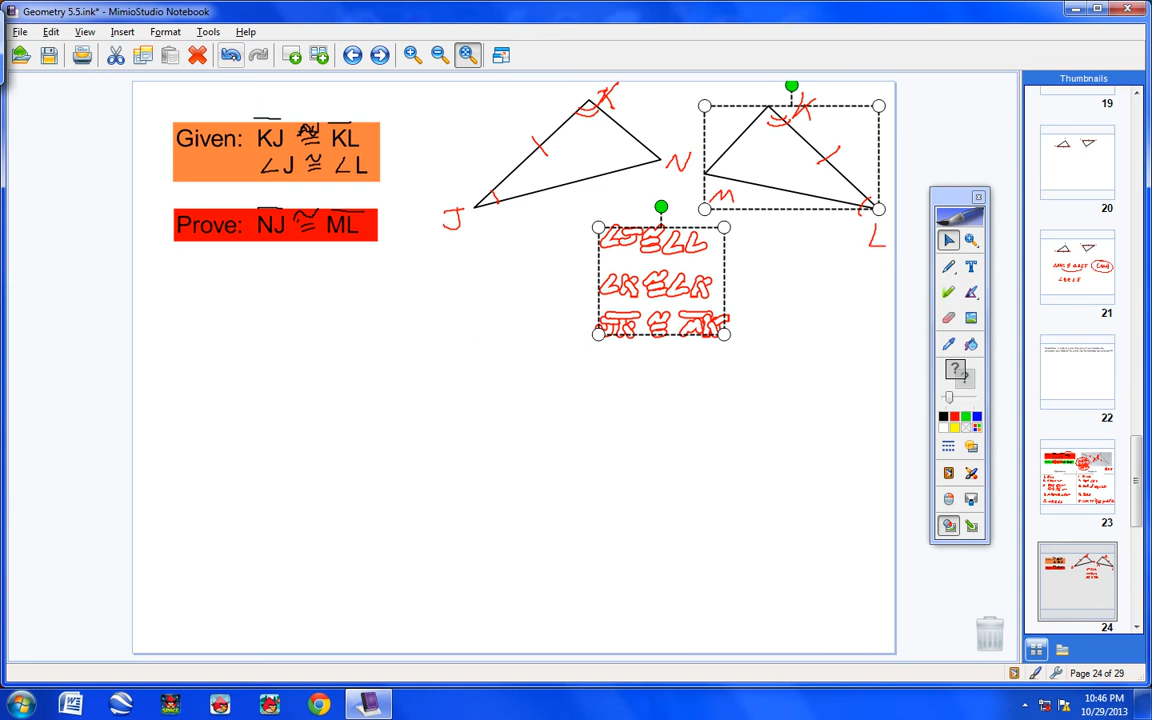 Geometry 5.5.ink* - MimioStudio Notebook
File Edit View Insert Format Tools Help
Thumbnails
Given: KJ ≅ KL
∠J ≅ ∠L
Prove: NJ ≅ ML
K
N
J
K
M
L
∠J≅∠L
∠K≅∠K
≅ MK
19
20
21
22
23
24
Page 24 of 29
10:46 PM
10/29/2013